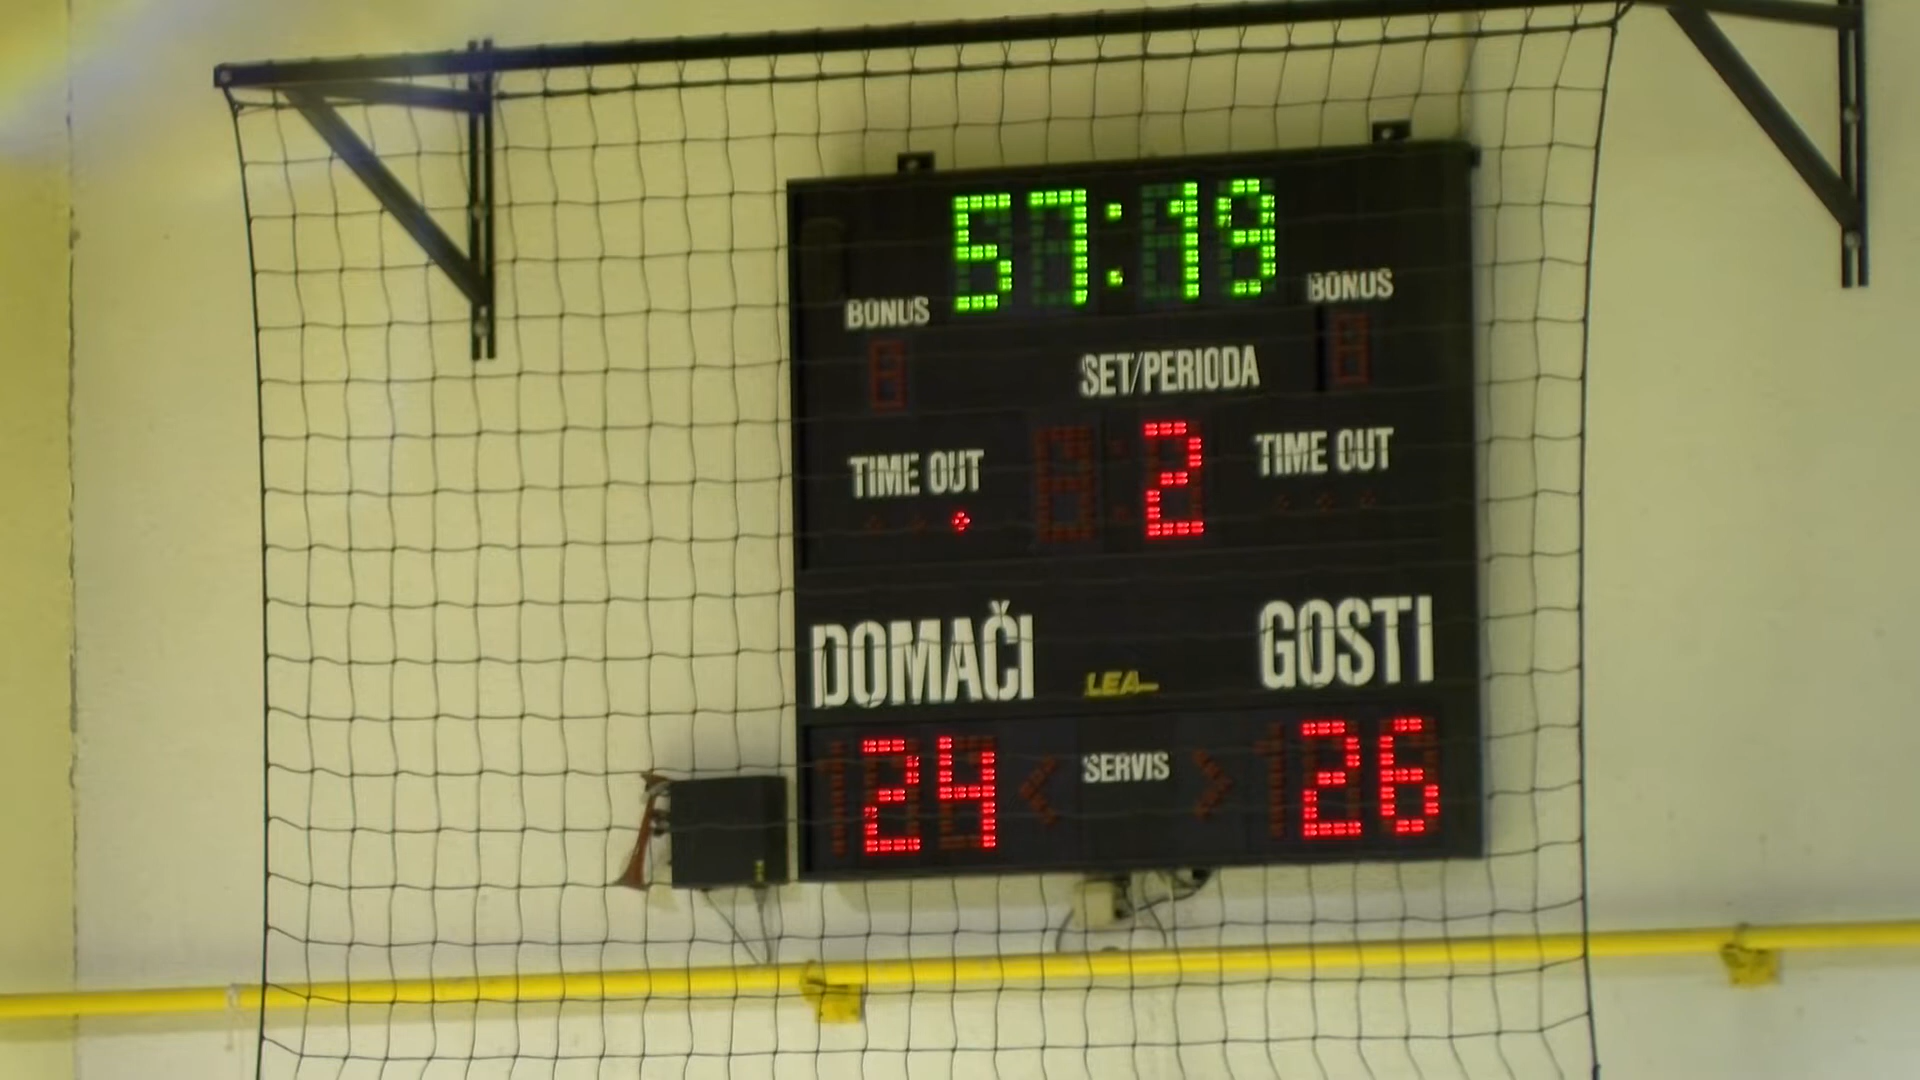 57:19
BONUS BONUS
SET/PERIODA
TIME OUT 2 TIME OUT
DOMAČI GOSTI
LEA
24 SERVIS 26